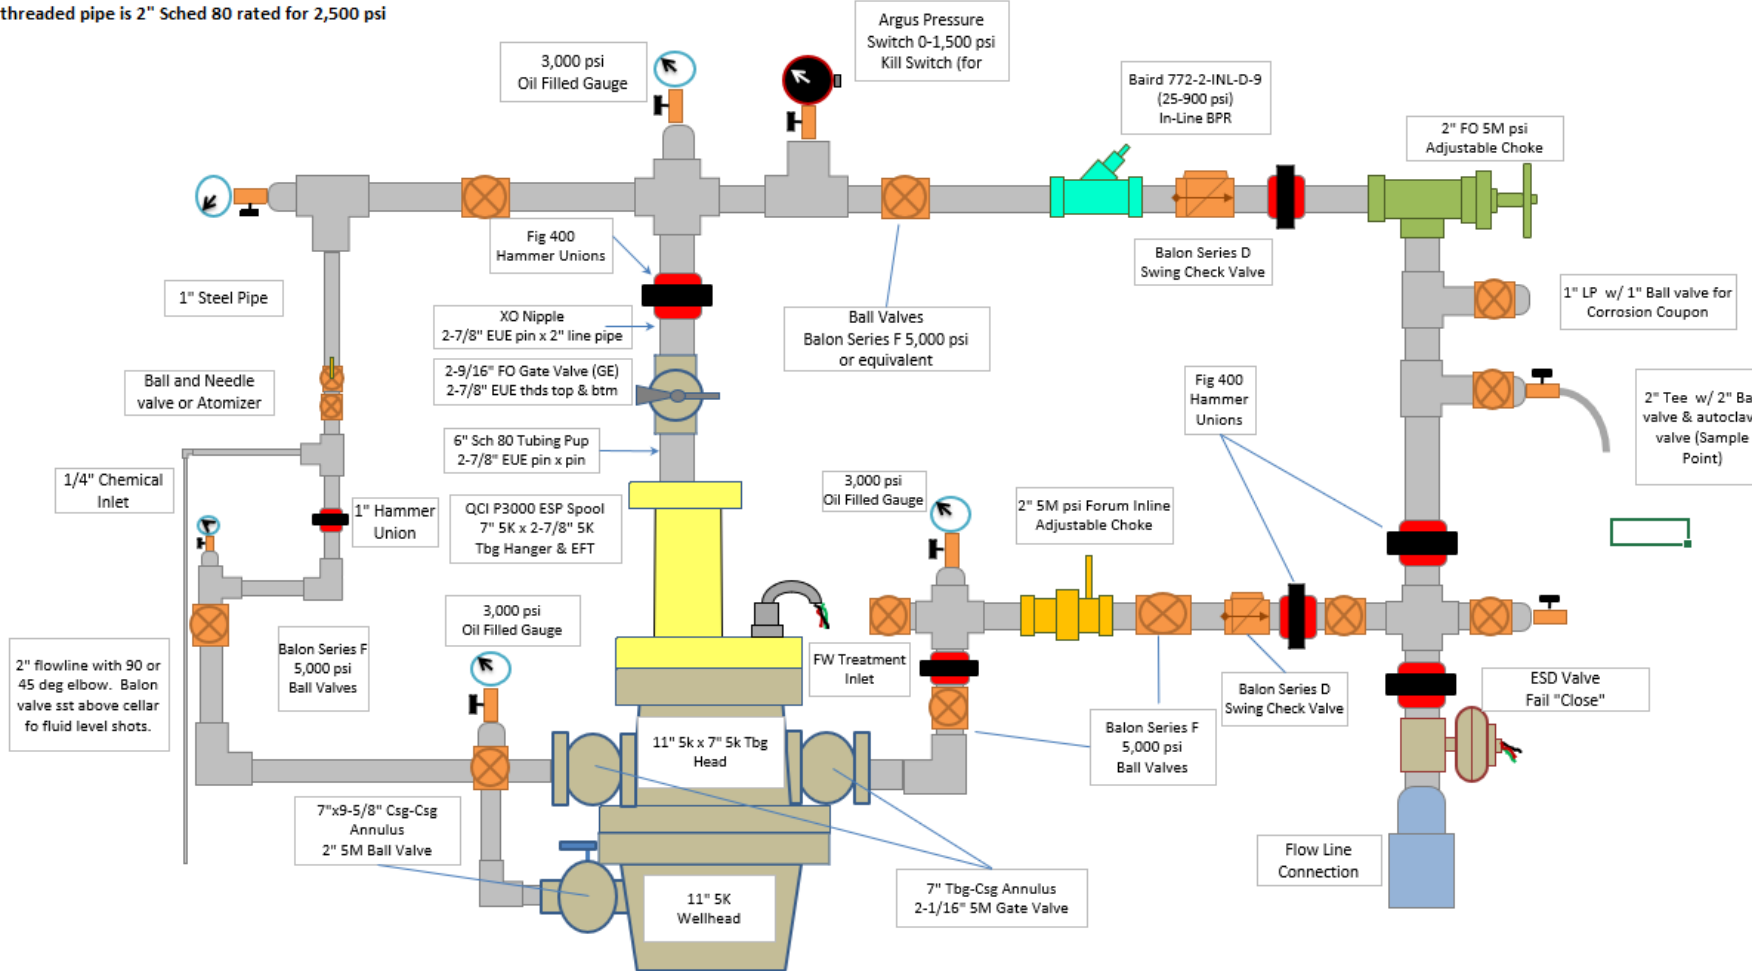 threaded pipe is 2" Sched 80 rated for 2,500 psi
3,000 psi
Oil Filled Gauge
Argus Pressure
Switch 0-1,500 psi
Kill Switch (for
Baird 772-2-INL-D-9
(25-900 psi)
In-Line BPR
2" FO 5M psi
Adjustable Choke
Fig 400
Hammer Unions
Balon Series D
Swing Check Valve
1" Steel Pipe
1" LP w/ 1" Ball valve for
Corrosion Coupon
XO Nipple
2-7/8" EUE pin x 2" line pipe
Ball Valves
Balon Series F 5,000 psi
or equivalent
2-9/16" FO Gate Valve (GE)
2-7/8" EUE thds top & btm
Ball and Needle
valve or Atomizer
Fig 400
Hammer
Unions
2" Tee w/ 2" Ba
valve & autoclav
valve (Sample
Point)
6" Sch 80 Tubing Pup
2-7/8" EUE pin x pin
1/4" Chemical
Inlet
1" Hammer
Union
QCI P3000 ESP Spool
7" 5K x 2-7/8" 5K
Tbg Hanger & EFT
3,000 psi
Oil Filled Gauge
2" 5M psi Forum Inline
Adjustable Choke
3,000 psi
Oil Filled Gauge
2" flowline with 90 or
45 deg elbow. Balon
valve sst above cellar
fo fluid level shots.
Balon Series F
5,000 psi
Ball Valves
FW Treatment
Inlet
Balon Series D
Swing Check Valve
ESD Valve
Fail "Close"
11" 5k x 7" 5k Tbg
Head
Balon Series F
5,000 psi
Ball Valves
7"x9-5/8" Csg-Csg
Annulus
2" 5M Ball Valve
Flow Line
Connection
7" Tbg-Csg Annulus
2-1/16" 5M Gate Valve
11" 5K
Wellhead